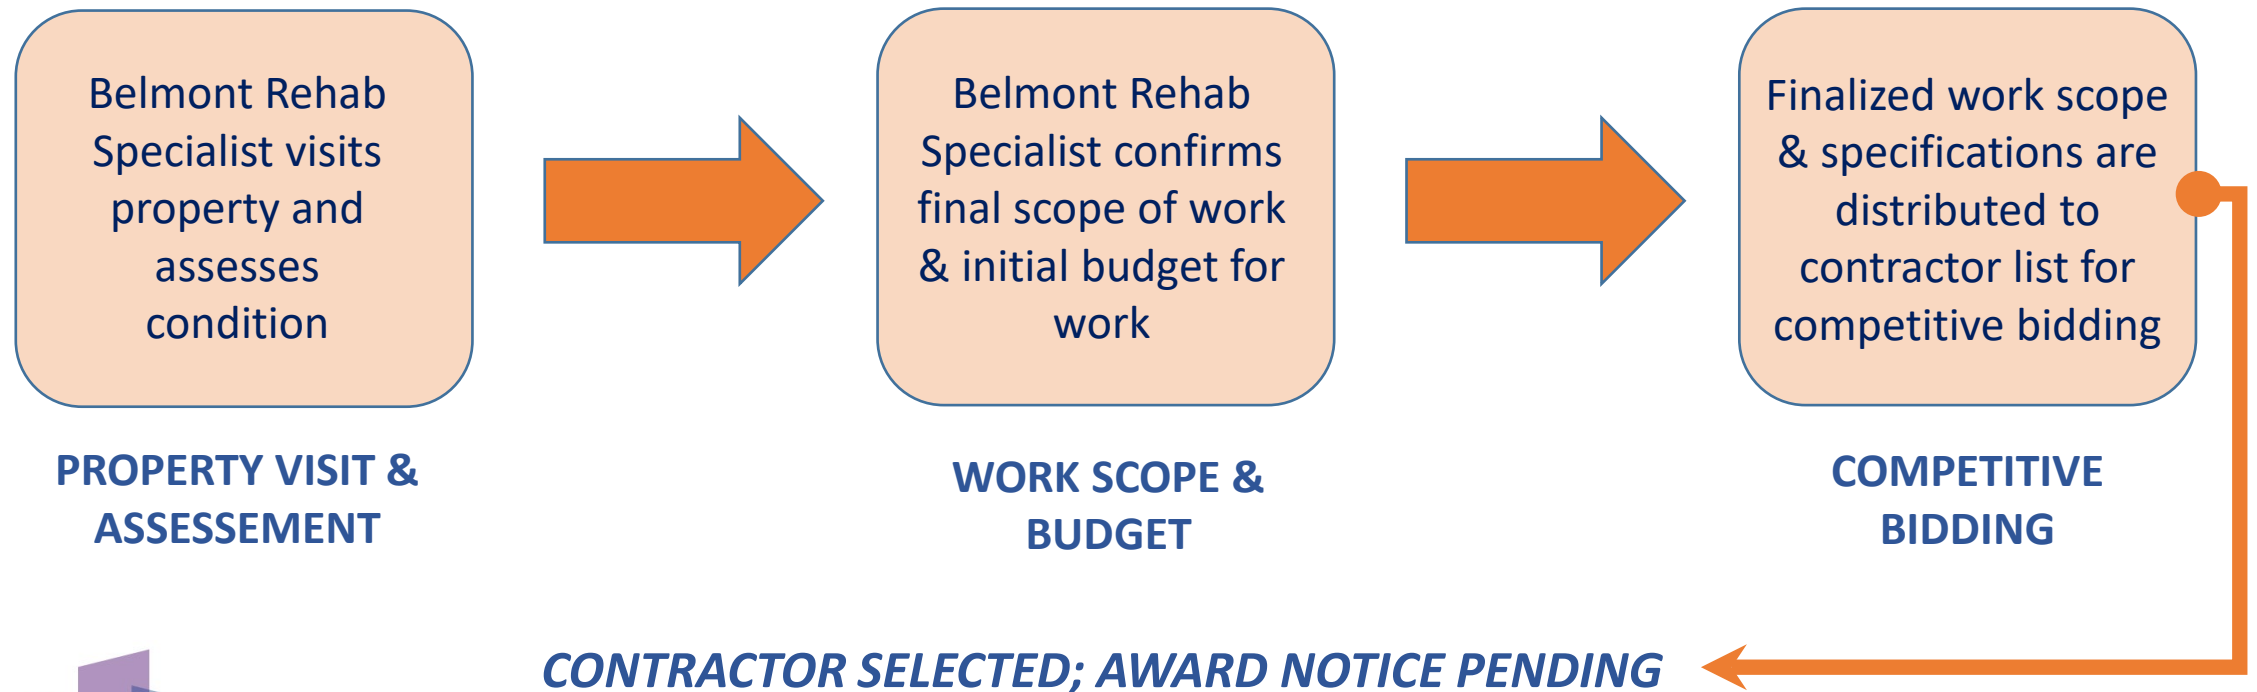 Belmont Rehab
Specialist visits
property and
assesses
condition
Belmont Rehab
Specialist confirms
final scope of work
& initial budget for
work
Finalized work scope
& specifications are
distributed to
contractor list for
competitive bidding
PROPERTY VISIT &
ASSESSEMENT
WORK SCOPE &
BUDGET
COMPETITIVE
BIDDING
CONTRACTOR SELECTED; AWARD NOTICE PENDING